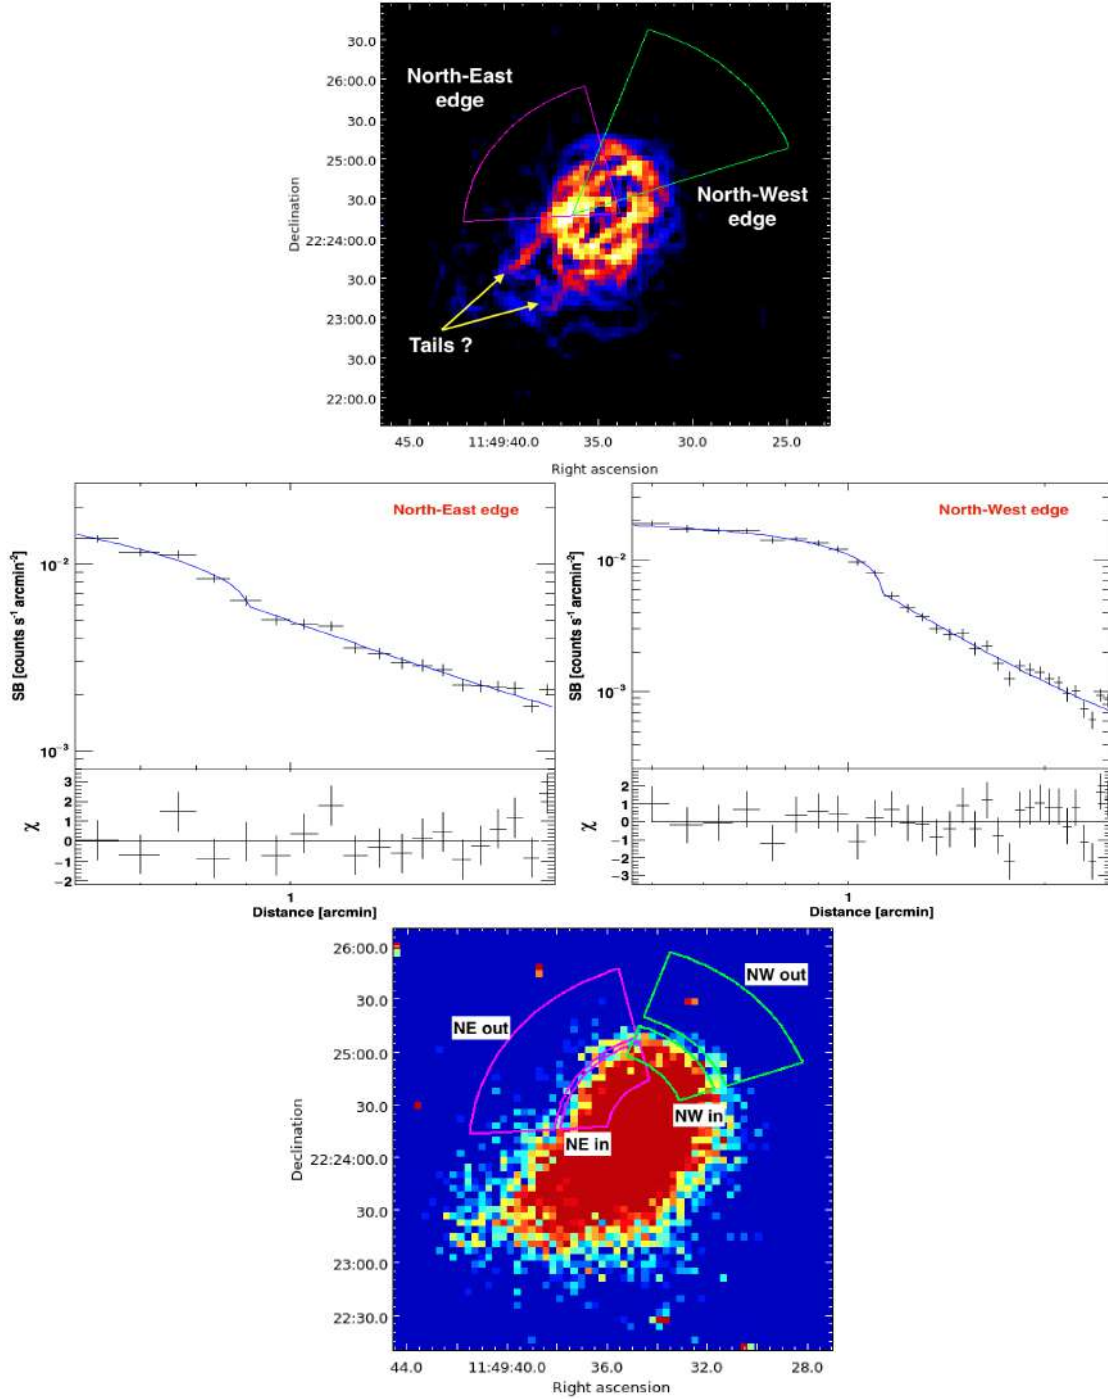 30.0
26:00.0
30.0
25:00.0
30.0
22:24:00.0
30.0
23:00.0
30.0
22:00.0
Declination
North-East
edge
North-West
edge
Tails ?
45.0 11:49:40.0 35.0 30.0 25.0
Right ascension
North-East edge
SB [counts s⁻¹ arcmin⁻²]
10⁻²
10⁻³
χ
3
2
1
0
−1
−2
1
Distance [arcmin]
North-West edge
SB [counts s⁻¹ arcmin⁻²]
10⁻²
10⁻³
χ
2
1
0
−1
−2
−3
1
Distance [arcmin]
26:00.0
30.0
25:00.0
30.0
22:24:00.0
30.0
23:00.0
22:30.0
Declination
NW out
NE out
NW in
NE in
44.0 11:49:40.0 36.0 32.0 28.0
Right ascension